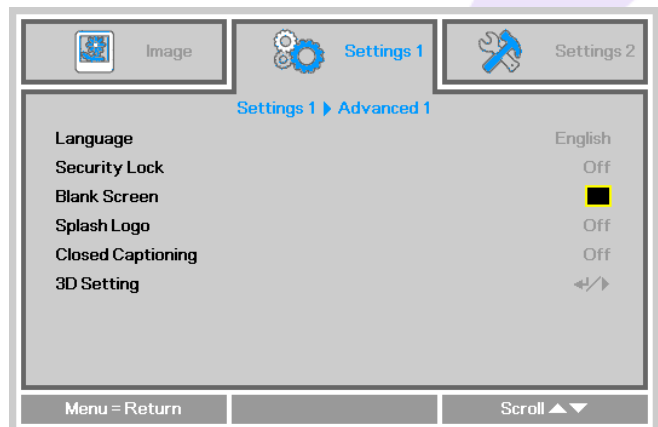 Image
Settings 1
Settings 2
Settings 1 ▶ Advanced 1
Language English
Security Lock Off
Blank Screen
Splash Logo Off
Closed Captioning Off
3D Setting ↵/▶
Menu = Return
Scroll ▲▼